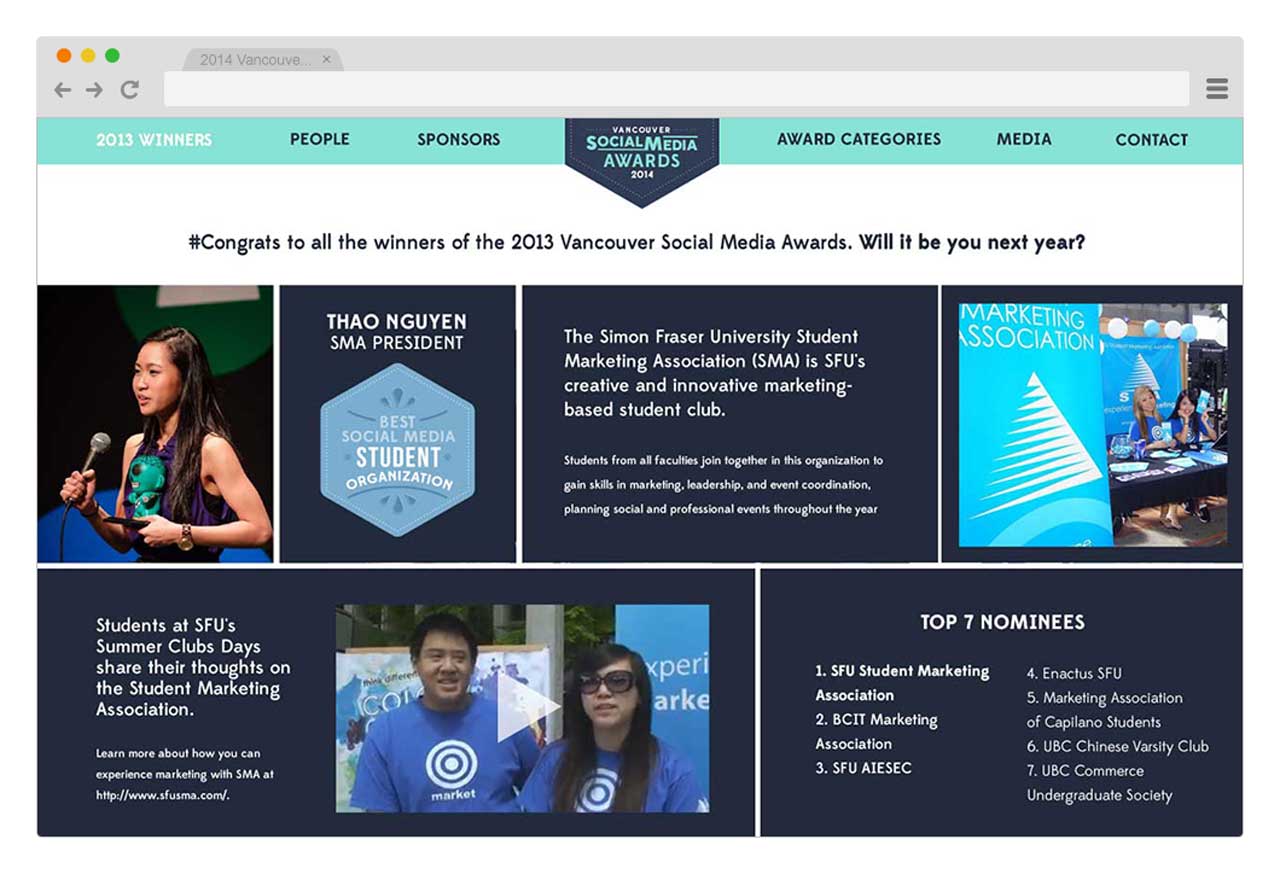 2014 Vancouve... ×
2013 WINNERS
PEOPLE
SPONSORS
VANCOUVER
SOCIAL MEDIA
AWARDS
2014
AWARD CATEGORIES
MEDIA
CONTACT
#Congrats to all the winners of the 2013 Vancouver Social Media Awards. Will it be you next year?
THAO NGUYEN
SMA PRESIDENT
BEST
SOCIAL MEDIA
STUDENT
ORGANIZATION
The Simon Fraser University Student
Marketing Association (SMA) is SFU's
creative and innovative marketing-
based student club.
Students from all faculties join together in this organization to
gain skills in marketing, leadership, and event coordination,
planning social and professional events throughout the year
MARKETING
ASSOCIATION
Students at SFU's
Summer Clubs Days
share their thoughts on
the Student Marketing
Association.
Learn more about how you can
experience marketing with SMA at
http://www.sfusma.com/.
think different
experi
arke
market
TOP 7 NOMINEES
1. SFU Student Marketing
Association
2. BCIT Marketing
Association
3. SFU AIESEC
4. Enactus SFU
5. Marketing Association
of Capilano Students
6. UBC Chinese Varsity Club
7. UBC Commerce
Undergraduate Society